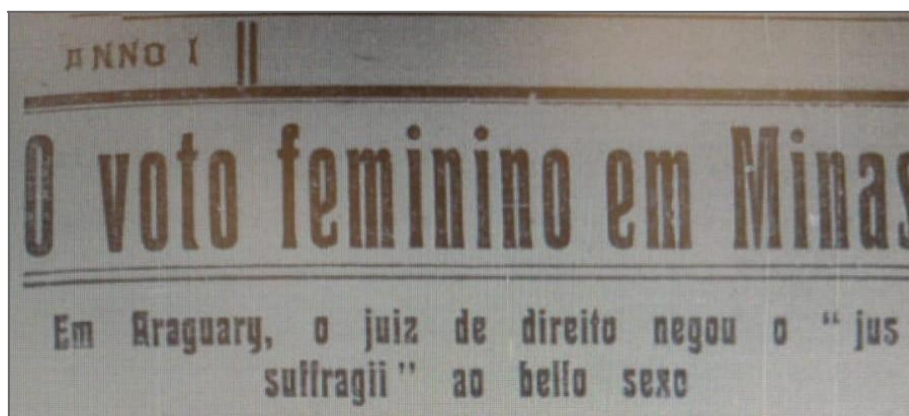 ANNO I
O voto feminino em Minas
Em Araguary, o juiz de direito negou o “jus
suffragii” ao bello sexo